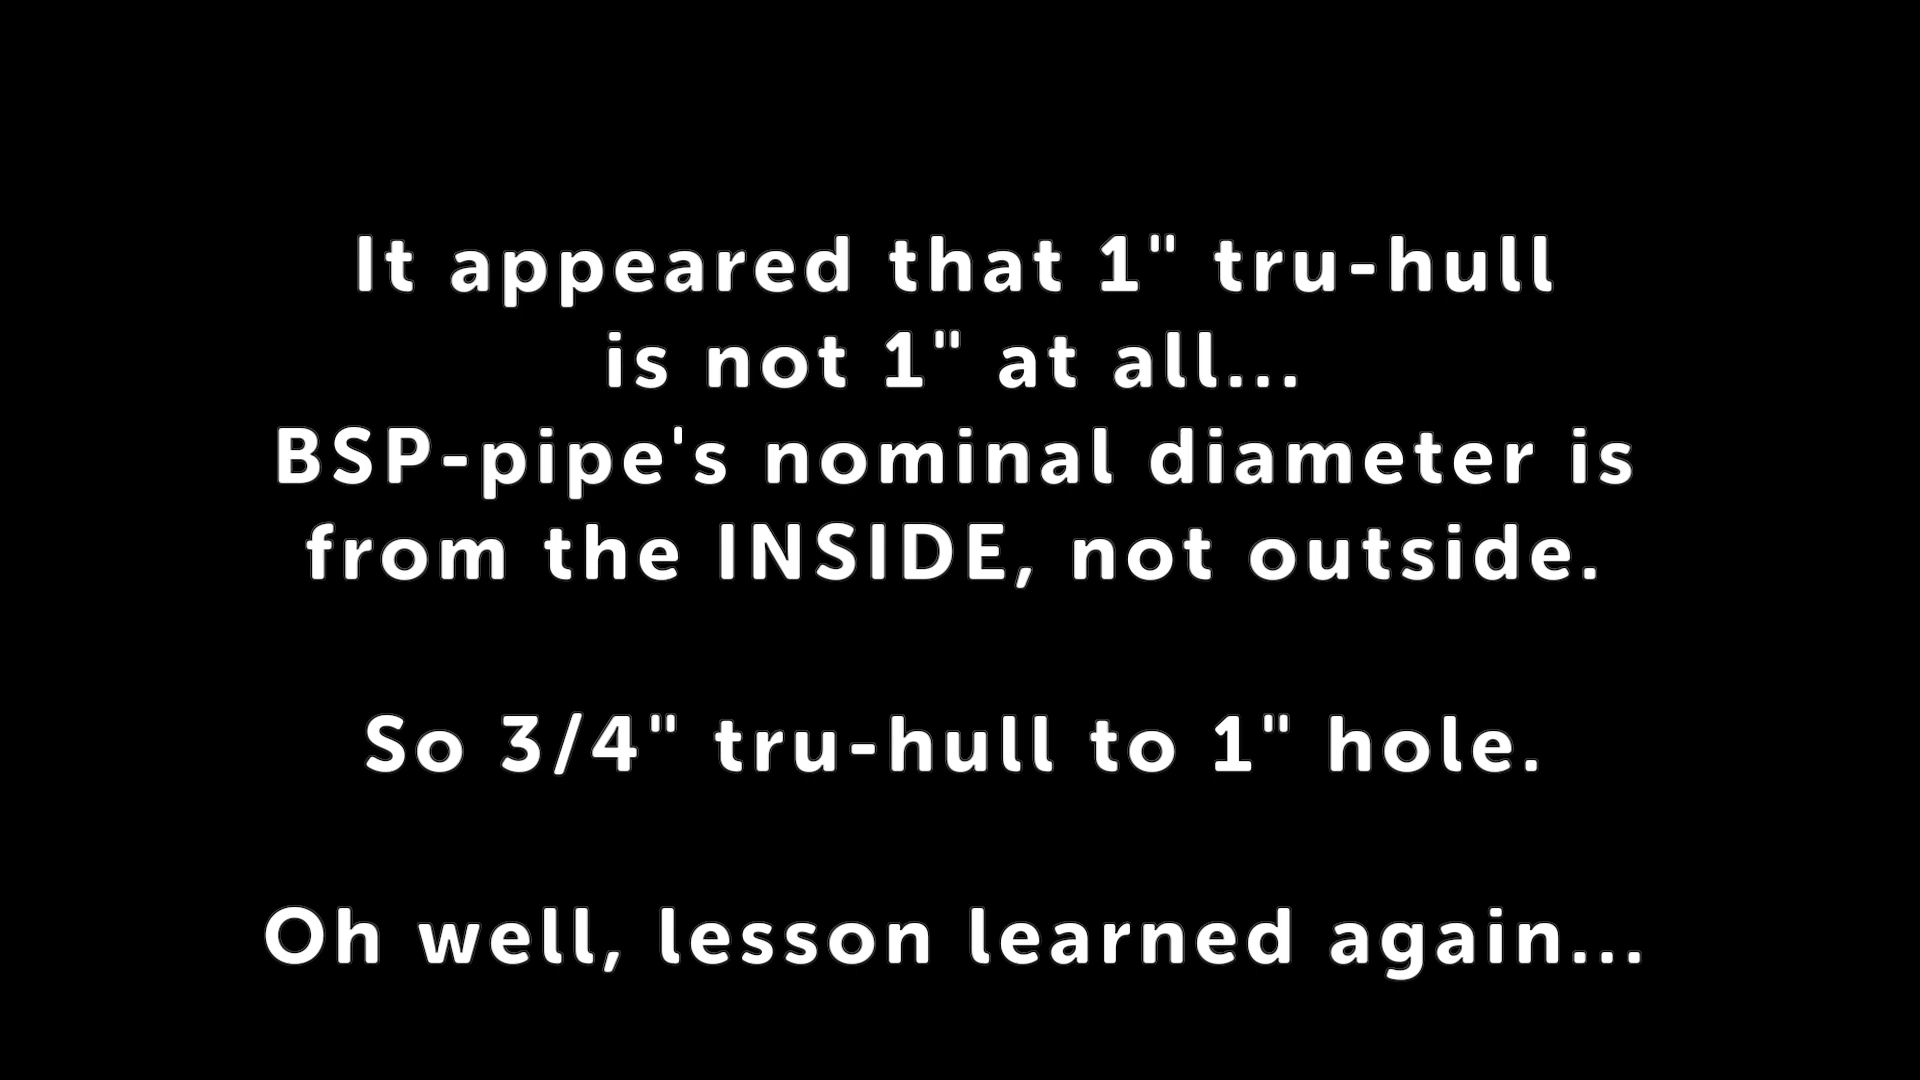 It appeared that 1" tru-hull
is not 1" at all...
BSP-pipe's nominal diameter is
from the INSIDE, not outside.
So 3/4" tru-hull to 1" hole.
Oh well, lesson learned again...